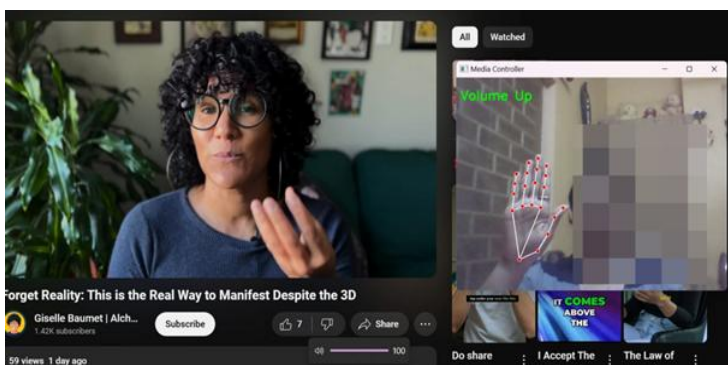 All
Watched
Media Controller
Volume Up
Forget Reality: This is the Real Way to Manifest Despite the 3D
Giselle Baumet | Alch...
1.42K subscribers
Subscribe
7
Share
100
59 views 1 day ago
IT COMES
ABOVE
THE
Do share
I Accept The
The Law of